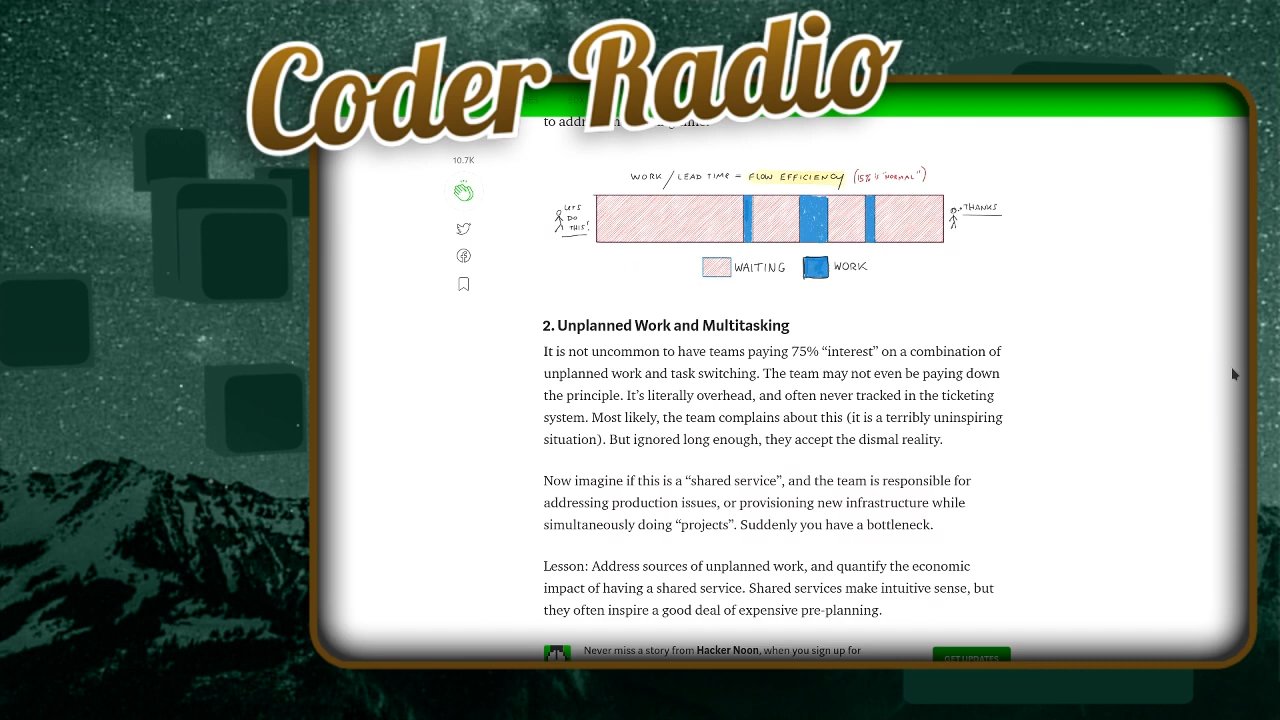 Coder Radio
to addr
10.7K
WORK / LEAD TIME = FLOW EFFICIENCY (15% IS "NORMAL")
LET'S
DO
THIS!
THANKS
WAITING
WORK
2. Unplanned Work and Multitasking
It is not uncommon to have teams paying 75% “interest” on a combination of
unplanned work and task switching. The team may not even be paying down
the principle. It’s literally overhead, and often never tracked in the ticketing
system. Most likely, the team complains about this (it is a terribly uninspiring
situation). But ignored long enough, they accept the dismal reality.
Now imagine if this is a “shared service”, and the team is responsible for
addressing production issues, or provisioning new infrastructure while
simultaneously doing “projects”. Suddenly you have a bottleneck.
Lesson: Address sources of unplanned work, and quantify the economic
impact of having a shared service. Shared services make intuitive sense, but
they often inspire a good deal of expensive pre-planning.
Never miss a story from Hacker Noon, when you sign up for
GET UPDATES